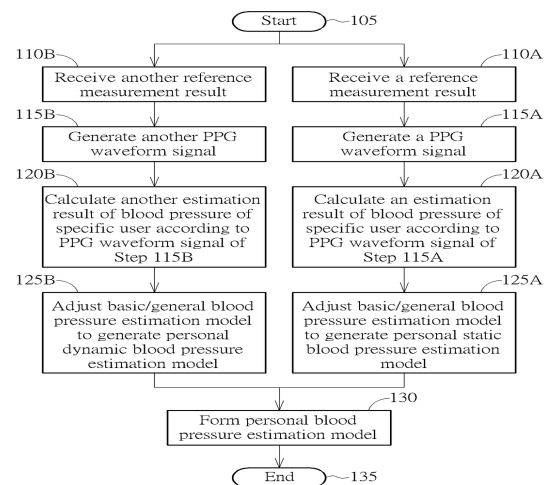 Start
105
110B
110A
Receive another reference
measurement result
Receive a reference
measurement result
115B
115A
Generate another PPG
waveform signal
Generate a PPG
waveform signal
120B
120A
Calculate another estimation
result of blood pressure of
specific user according to
PPG waveform signal of
Step 115B
Calculate an estimation
result of blood pressure of
specific user according to
PPG waveform signal of
Step 115A
125B
125A
Adjust basic/general blood
pressure estimation model
to generate personal
dynamic blood pressure
estimation model
Adjust basic/general blood
pressure estimation model
to generate personal static
blood pressure estimation
model
130
Form personal blood
pressure estimation model
End
135